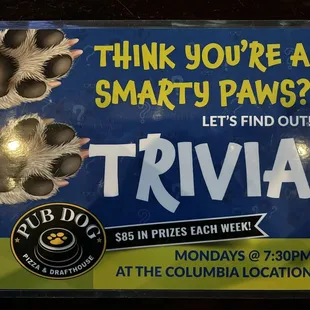 THINK YOU'RE A
SMARTY PAWS?
LET'S FIND OUT!
TRIVIA
$85 IN PRIZES EACH WEEK!
PUB DOG
PIZZA & DRAFTHOUSE
MONDAYS @ 7:30PM
AT THE COLUMBIA LOCATION